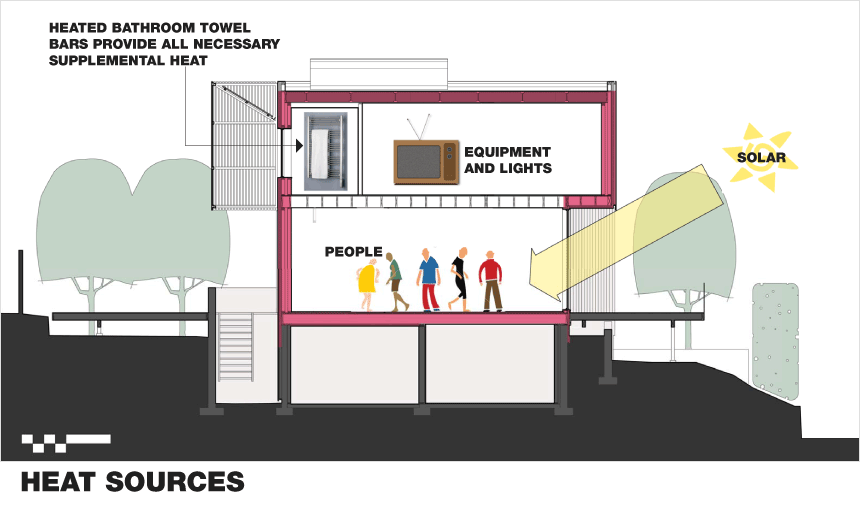 HEATED BATHROOM TOWEL
BARS PROVIDE ALL NECESSARY
SUPPLEMENTAL HEAT
EQUIPMENT
AND LIGHTS
SOLAR
PEOPLE
HEAT SOURCES